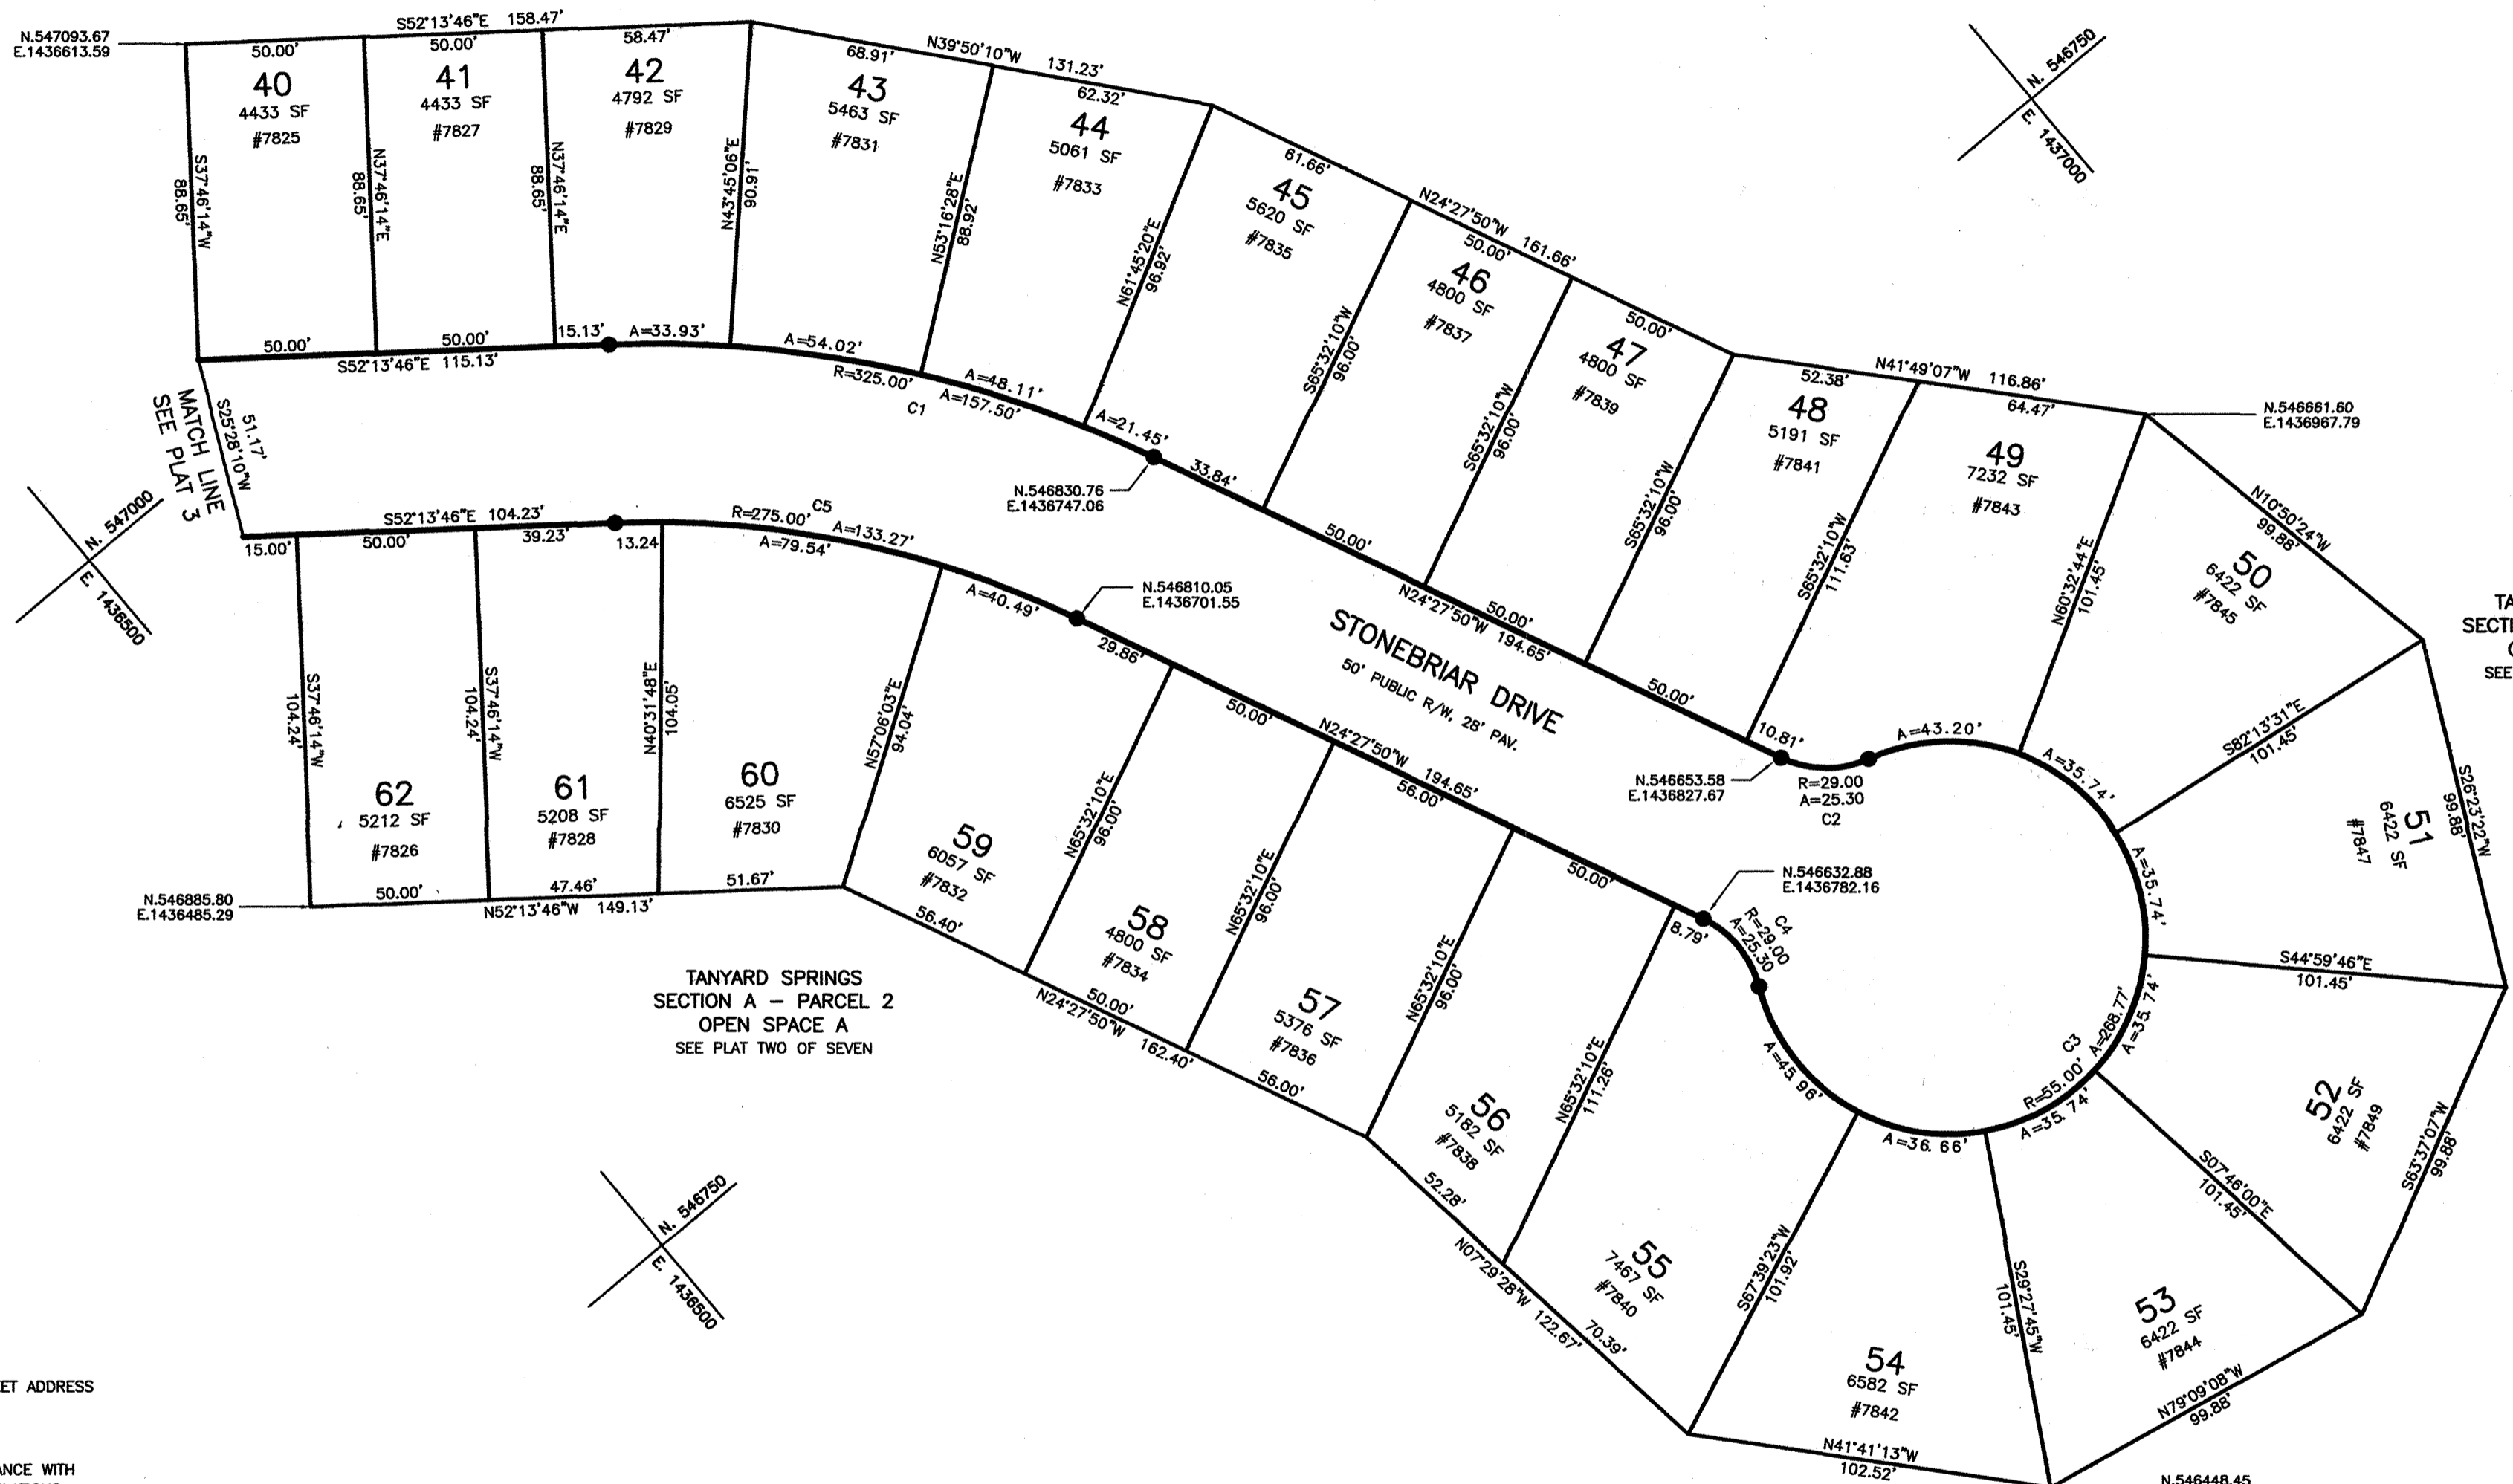 S52°13'46"E 158.47'
N.547093.67
E.1436613.59
50.00'
50.00'
58.47'
40
4433 SF
#7825
41
4433 SF
#7827
42
4792 SF
#7829
S37°46'14"W
88.65'
N37°46'14"E
88.65'
N37°46'14"E
88.65'
N43°45'06"E
90.91'
68.91'
N39°50'10"W 131.23'
62.32'
43
5463 SF
#7831
44
5061 SF
#7833
N53°16'28"E
88.92'
N61°45'20"E
96.92'
61.66'
45
5620 SF
#7835
N24°27'50"W 161.66'
50.00'
46
4800 SF
#7837
50.00'
47
4800 SF
#7839
S65°32'10"W
96.00'
S65°32'10"W
96.00'
S65°32'10"W
96.00'
N. 546750
E. 1437000
N41°49'07"W 116.86'
52.38'
64.47'
48
5191 SF
#7841
49
7232 SF
#7843
S65°32'10"W
111.63'
N60°32'44"E
101.45'
N.546661.60
E.1436967.79
N10°50'24"W
99.88'
50
6422 SF
#7845
TA
SECTI
SEE
50.00'
50.00'
15.13'
A=33.93'
S52°13'46"E 115.13'
A=54.02'
R=325.00'
A=48.11'
A=157.50'
C1
A=21.45'
33.84'
N.546830.76
E.1436747.06
50.00'
50.00'
N24°27'50"W 194.65'
50.00'
10.81'
51.17'
S25°28'10"W
MATCH LINE
SEE PLAT 3
N. 547000
E. 1436500
S52°13'46"E 104.23'
15.00'
50.00'
39.23'
13.24
R=275.00'
C5
A=133.27'
A=79.54'
A=40.49'
N.546810.05
E.1436701.55
29.86'
STONEBRIAR DRIVE
50' PUBLIC R/W, 28' PAV.
50.00'
N24°27'50"W 194.65'
56.00'
50.00'
8.79'
N.546653.58
E.1436827.67
R=29.00
A=25.30
C2
A=43.20'
A=35.74'
S82°13'31"E
101.45'
51
6422 SF
#7847
S26°23'22"W
99.88'
A=35.74'
S44°59'46"E
101.45'
N.546632.88
E.1436782.16
C4
R=29.00
A=25.30
A=45.96'
A=36.66'
C3
R=55.00'
A=268.77'
A=35.74'
A=35.74'
S37°46'14"W
104.24'
S37°46'14"W
104.24'
N40°31'48"E
104.05'
N57°06'03"E
94.04'
62
5212 SF
#7826
61
5208 SF
#7828
60
6525 SF
#7830
59
6057 SF
#7832
N65°32'10"E
96.00'
58
4800 SF
#7834
N65°32'10"E
96.00'
57
5376 SF
#7836
N65°32'10"E
96.00'
56
5182 SF
#7838
N65°32'10"E
111.26'
55
7467 SF
#7840
S67°39'23"W
101.92'
54
6582 SF
#7842
S29°27'45"W
101.45'
53
6422 SF
#7844
S07°46'00"E
101.45'
52
6422 SF
#7849
S63°37'07"W
99.88'
N79°09'08"W
99.88'
N.546885.80
E.1436485.29
50.00'
47.46'
51.67'
N52°13'46"W 149.13'
56.40'
50.00'
N24°27'50"W 162.40'
56.00'
52.28'
N07°29'28"W 122.67'
70.39'
N41°41'13"W
102.52'
TANYARD SPRINGS
SECTION A – PARCEL 2
OPEN SPACE A
SEE PLAT TWO OF SEVEN
N. 546750
E. 1436500
ET ADDRESS
ANCE WITH
N.546448.45